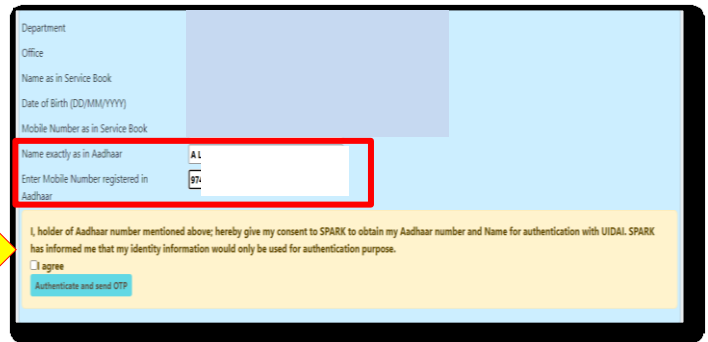 Department
Office
Name as in Service Book
Date of Birth (DD/MM/YYYY)
Mobile Number as in Service Book
Name exactly as in Aadhaar A L
Enter Mobile Number registered in 974
Aadhaar
I, holder of Aadhaar number mentioned above; hereby give my consent to SPARK to obtain my Aadhaar number and Name for authentication with UIDAI. SPARK
has informed me that my identity information would only be used for authentication purpose.
I agree
Authenticate and send OTP